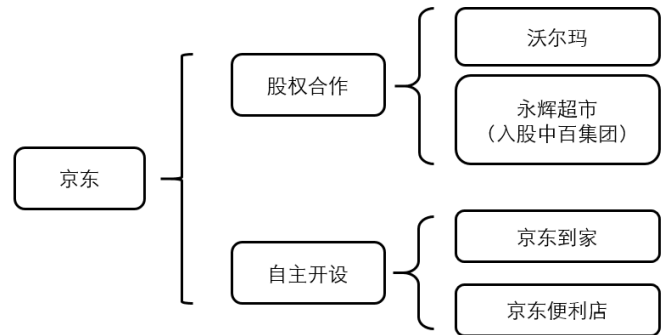 京东
股权合作
沃尔玛
永辉超市
（入股中百集团）
自主开设
京东到家
京东便利店